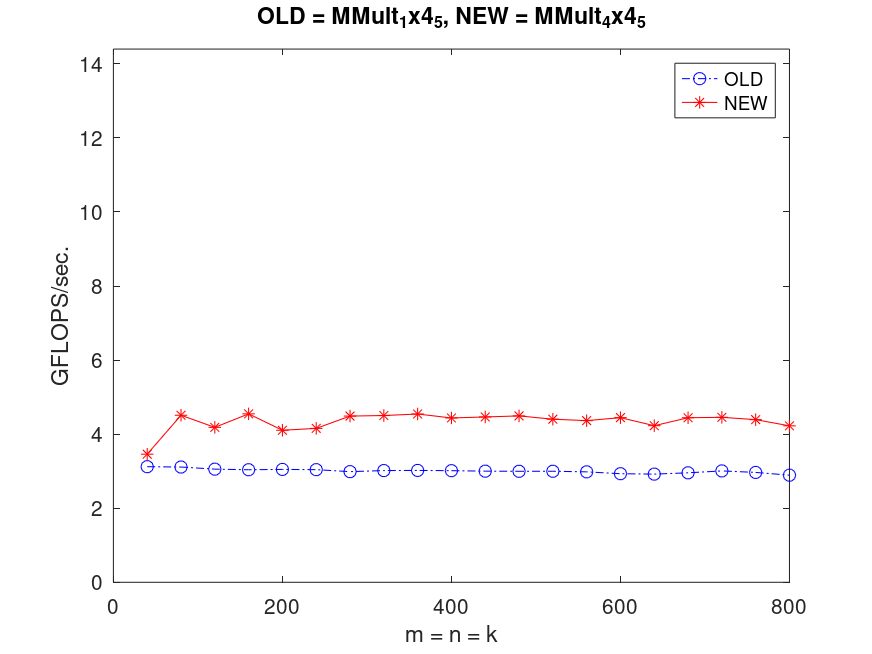 OLD = MMult₁x4₅, NEW = MMult₄x4₅
OLD
NEW
14
12
10
8
6
4
2
0
GFLOPS/sec.
0 200 400 600 800
m = n = k